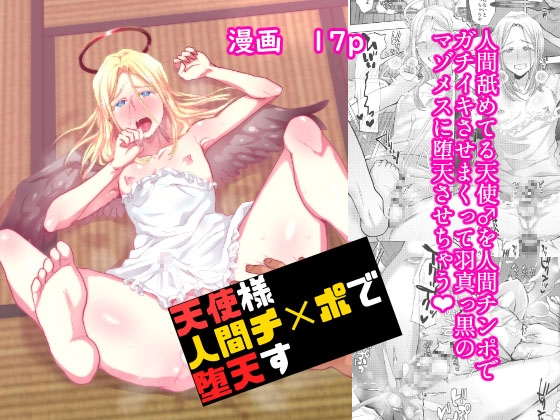 漫画 17p
人間舐めてる天使♂を人間チンポで
ガチイキさせまくって羽真っ黒の
マゾメスに堕天させちゃう♥
天使様
人間チ×ポで
堕天す